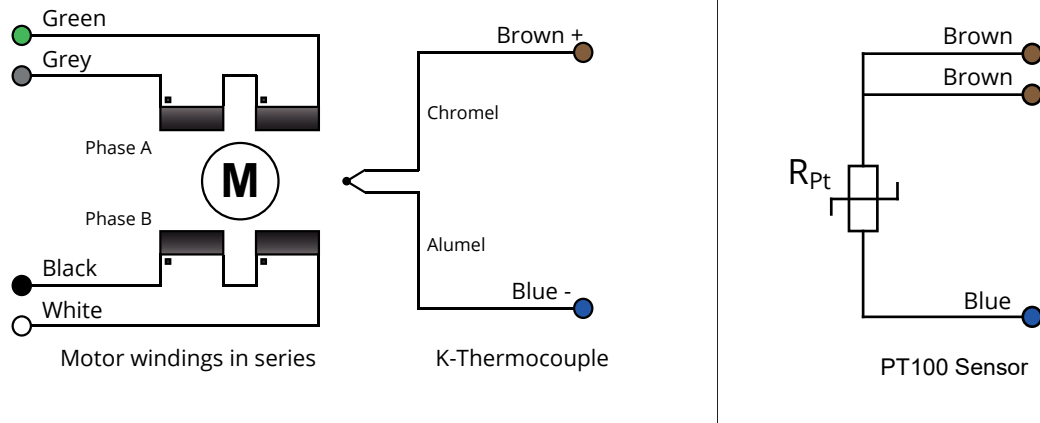 Green
Grey
Phase A
M
Phase B
Black
White
Motor windings in series
Brown +
Chromel
Alumel
Blue -
K-Thermocouple
Brown
Brown
RPt
Blue
PT100 Sensor